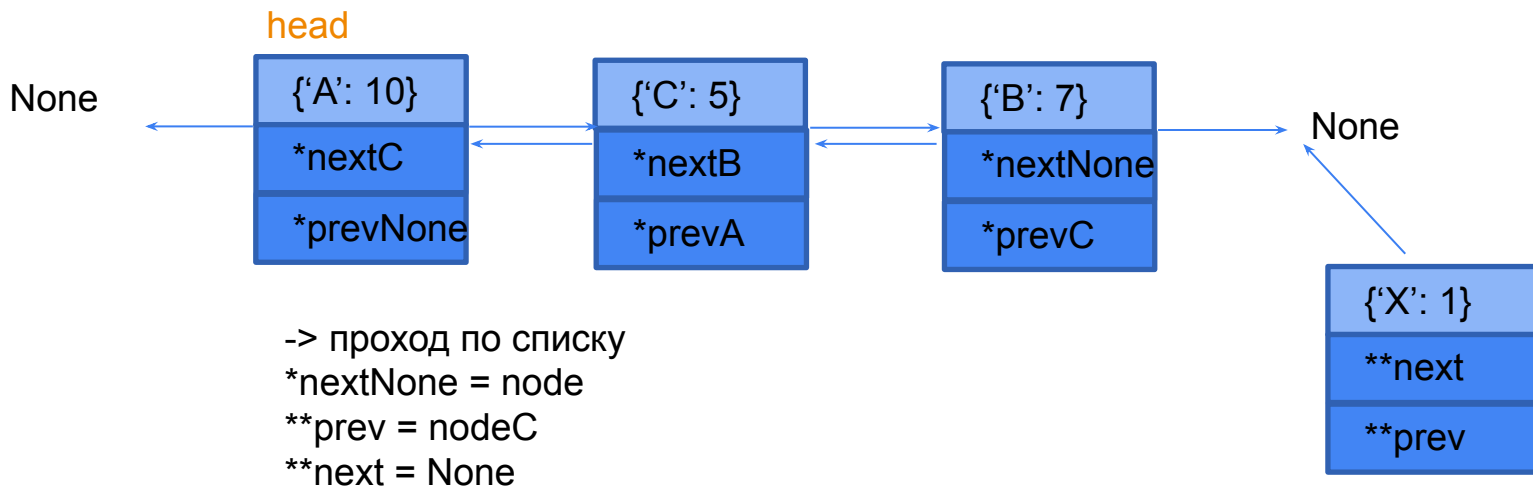 head
None
{‘A’: 10}
*nextC
*prevNone
{‘C’: 5}
*nextB
*prevA
{‘B’: 7}
*nextNone
*prevC
None
{‘X’: 1}
**next
**prev
-> проход по списку
*nextNone = node
**prev = nodeC
**next = None